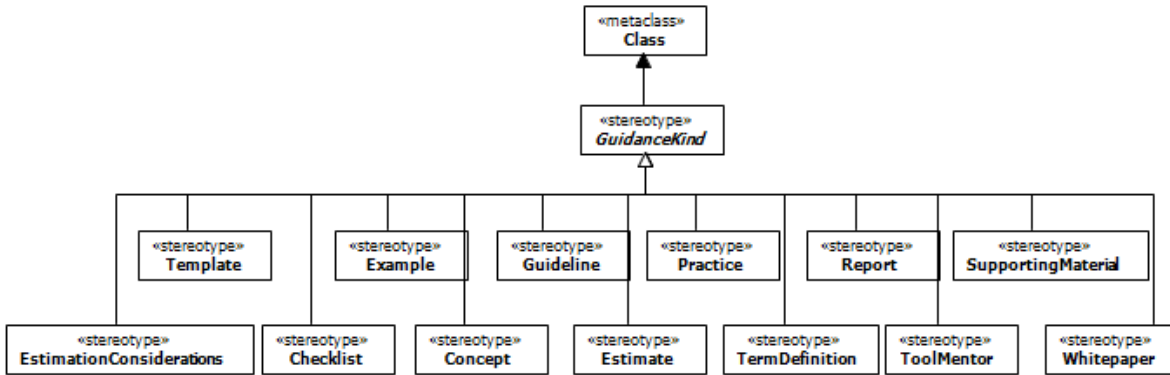 «metaclass»
Class
«stereotype»
GuidanceKind
«stereotype»
Template
«stereotype»
Example
«stereotype»
Guideline
«stereotype»
Practice
«stereotype»
Report
«stereotype»
SupportingMaterial
«stereotype»
EstimationConsiderations
«stereotype»
Checklist
«stereotype»
Concept
«stereotype»
Estimate
«stereotype»
TermDefinition
«stereotype»
ToolMentor
«stereotype»
Whitepaper